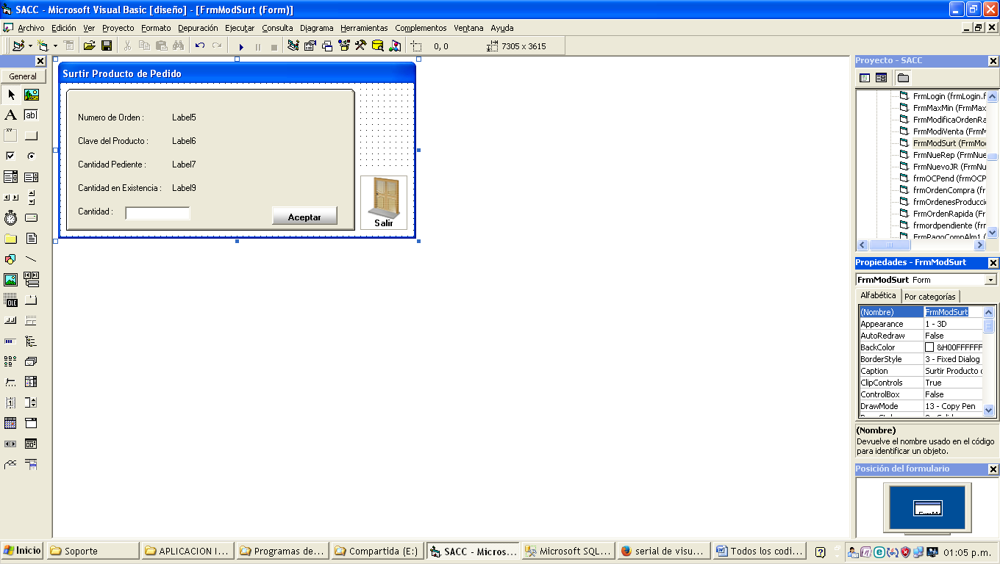 SACC - Microsoft Visual Basic [diseño] - [FrmModSurt (Form)]
Archivo Edición Ver Proyecto Formato Depuración Ejecutar Consulta Diagrama Herramientas Complementos Ventana Ayuda
0, 0 7305 x 3615
General
Surtir Producto de Pedido
Numero de Orden : Label5
Clave del Producto : Label6
Cantidad Pediente : Label7
Cantidad en Existencia : Label9
Cantidad :
Aceptar
Salir
Proyecto - SACC
FrmLogin (frmLogin.f
FrmMaxMin (FrmMax
FrmModificaOrdenRa
FrmModiVenta (FrmM
FrmModSurt (FrmMod
FrmNueRep (FrmNue
FrmNuevoJR (FrmNu
frmOCPend (frmOCP
frmOrdenCompra (fr
frmOrdenesProducci
FrmOrdenRapida (Fr
frmordpendiente (frm
FrmPagoCompAlm1 (
Propiedades - FrmModSurt
FrmModSurt Form
Alfabética Por categorías
(Nombre) FrmModSurt
Appearance 1 - 3D
AutoRedraw False
BackColor &H00FFFFFF
BorderStyle 3 - Fixed Dialog
Caption Surtir Producto d
ClipControls True
ControlBox False
DrawMode 13 - Copy Pen
(Nombre)
Devuelve el nombre usado en el código
para identificar un objeto.
Posición del formulario
Inicio Soporte APLICACION I... Programas de... Compartida (E:) SACC - Micros... Microsoft SQL... serial de visu... Todos los codi... 01:05 p.m.